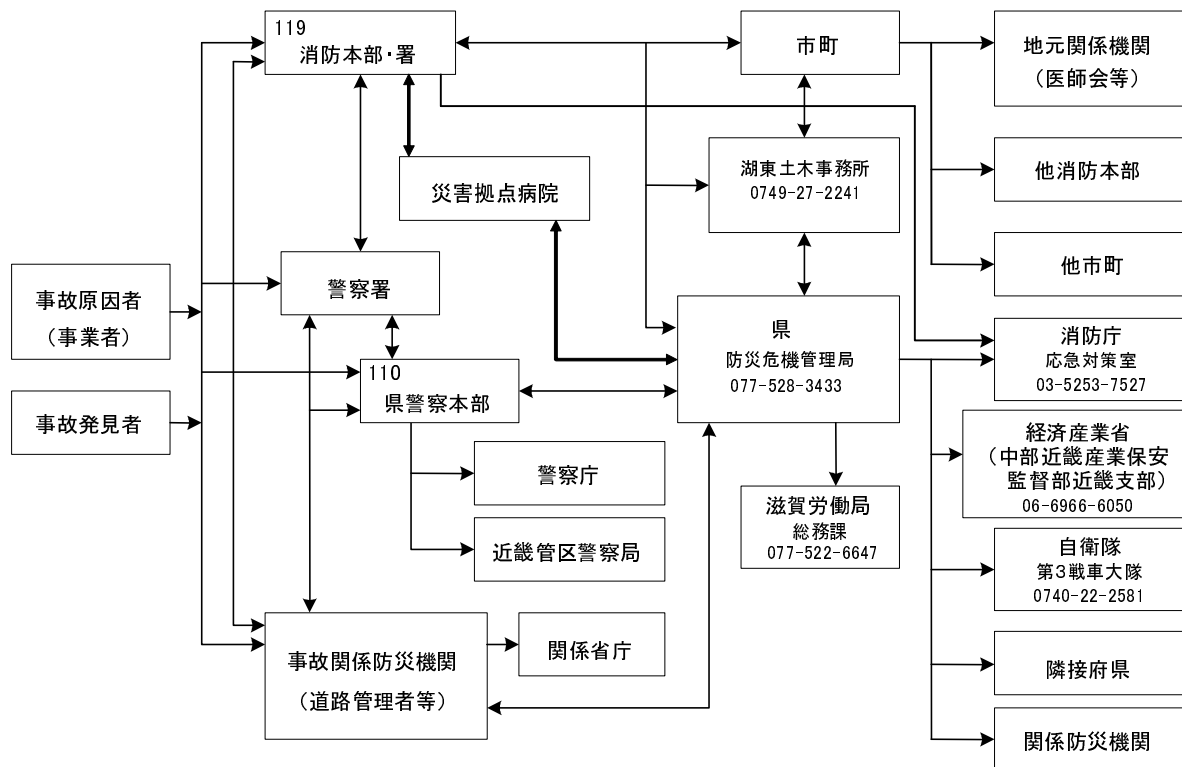 119
消防本部・署
市町
地元関係機関
（医師会等）
災害拠点病院
湖東土木事務所
0749-27-2241
他消防本部
他市町
事故原因者
（事業者）
警察署
県
防災危機管理局
077-528-3433
消防庁
応急対策室
03-5253-7527
事故発見者
110
県警察本部
経済産業省
（中部近畿産業保安
監督部近畿支部）
06-6966-6050
警察庁
滋賀労働局
総務課
077-522-6647
近畿管区警察局
自衛隊
第3戦車大隊
0740-22-2581
事故関係防災機関
（道路管理者等）
関係省庁
隣接府県
関係防災機関